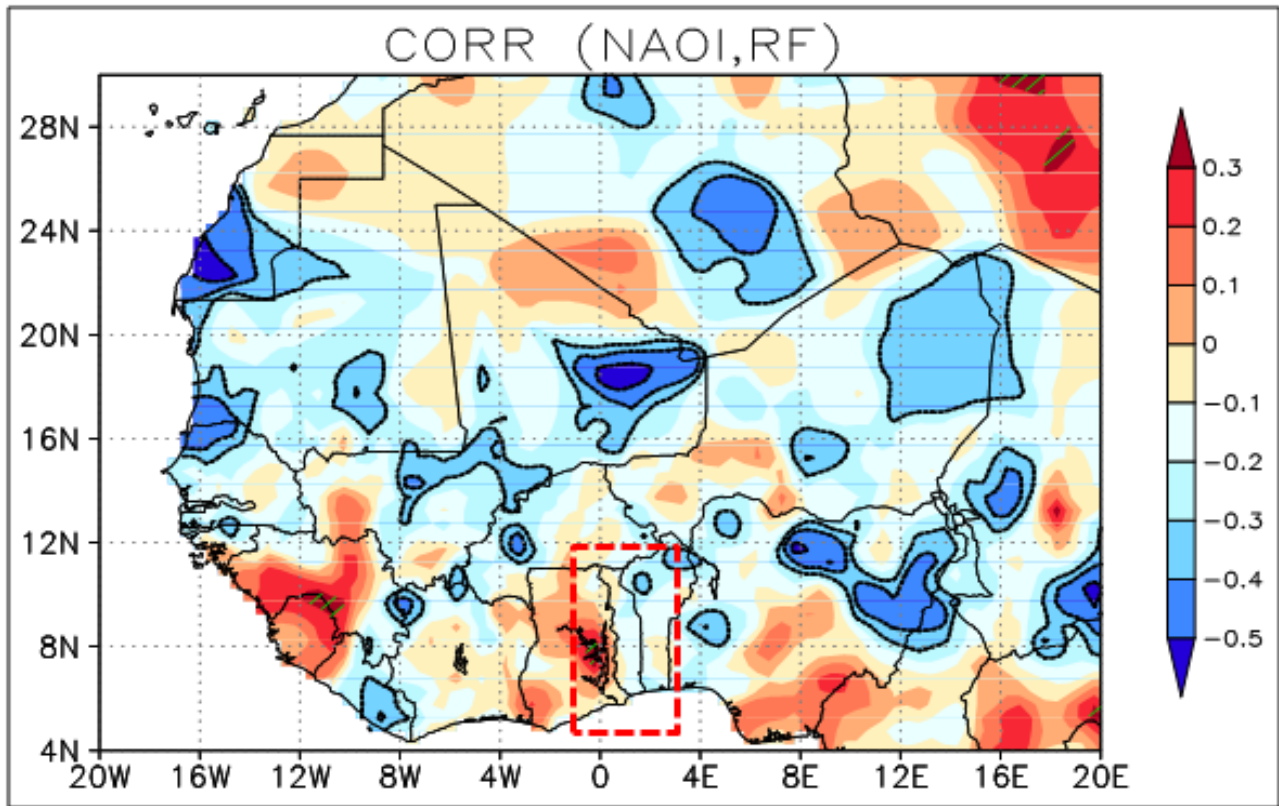 CORR (NAOI,RF)
28N
24N
20N
16N
12N
8N
4N
20W 16W 12W 8W 4W 0 4E 8E 12E 16E 20E
0.3
0.2
0.1
0
−0.1
−0.2
−0.3
−0.4
−0.5